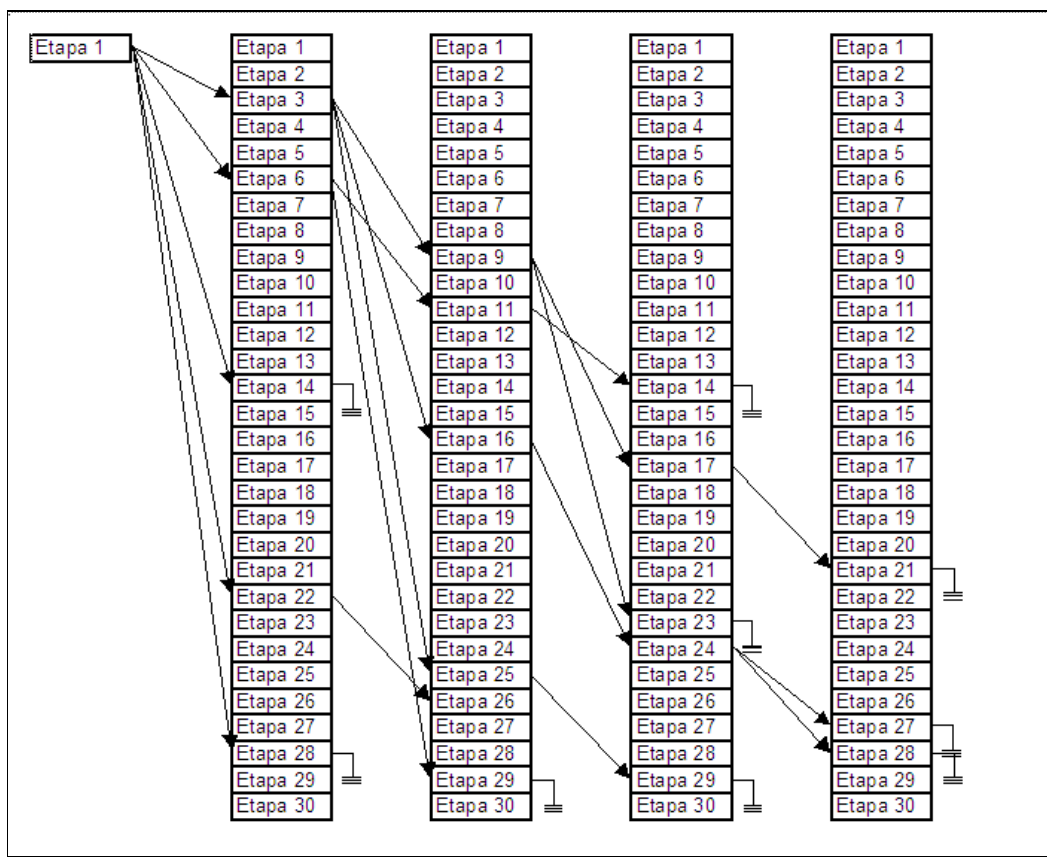 Etapa 1
Etapa 1
Etapa 2
Etapa 3
Etapa 4
Etapa 5
Etapa 6
Etapa 7
Etapa 8
Etapa 9
Etapa 10
Etapa 11
Etapa 12
Etapa 13
Etapa 14
Etapa 15
Etapa 16
Etapa 17
Etapa 18
Etapa 19
Etapa 20
Etapa 21
Etapa 22
Etapa 23
Etapa 24
Etapa 25
Etapa 26
Etapa 27
Etapa 28
Etapa 29
Etapa 30
Etapa 1
Etapa 2
Etapa 3
Etapa 4
Etapa 5
Etapa 6
Etapa 7
Etapa 8
Etapa 9
Etapa 10
Etapa 11
Etapa 12
Etapa 13
Etapa 14
Etapa 15
Etapa 16
Etapa 17
Etapa 18
Etapa 19
Etapa 20
Etapa 21
Etapa 22
Etapa 23
Etapa 24
Etapa 25
Etapa 26
Etapa 27
Etapa 28
Etapa 29
Etapa 30
Etapa 1
Etapa 2
Etapa 3
Etapa 4
Etapa 5
Etapa 6
Etapa 7
Etapa 8
Etapa 9
Etapa 10
Etapa 11
Etapa 12
Etapa 13
Etapa 14
Etapa 15
Etapa 16
Etapa 17
Etapa 18
Etapa 19
Etapa 20
Etapa 21
Etapa 22
Etapa 23
Etapa 24
Etapa 25
Etapa 26
Etapa 27
Etapa 28
Etapa 29
Etapa 30
Etapa 1
Etapa 2
Etapa 3
Etapa 4
Etapa 5
Etapa 6
Etapa 7
Etapa 8
Etapa 9
Etapa 10
Etapa 11
Etapa 12
Etapa 13
Etapa 14
Etapa 15
Etapa 16
Etapa 17
Etapa 18
Etapa 19
Etapa 20
Etapa 21
Etapa 22
Etapa 23
Etapa 24
Etapa 25
Etapa 26
Etapa 27
Etapa 28
Etapa 29
Etapa 30